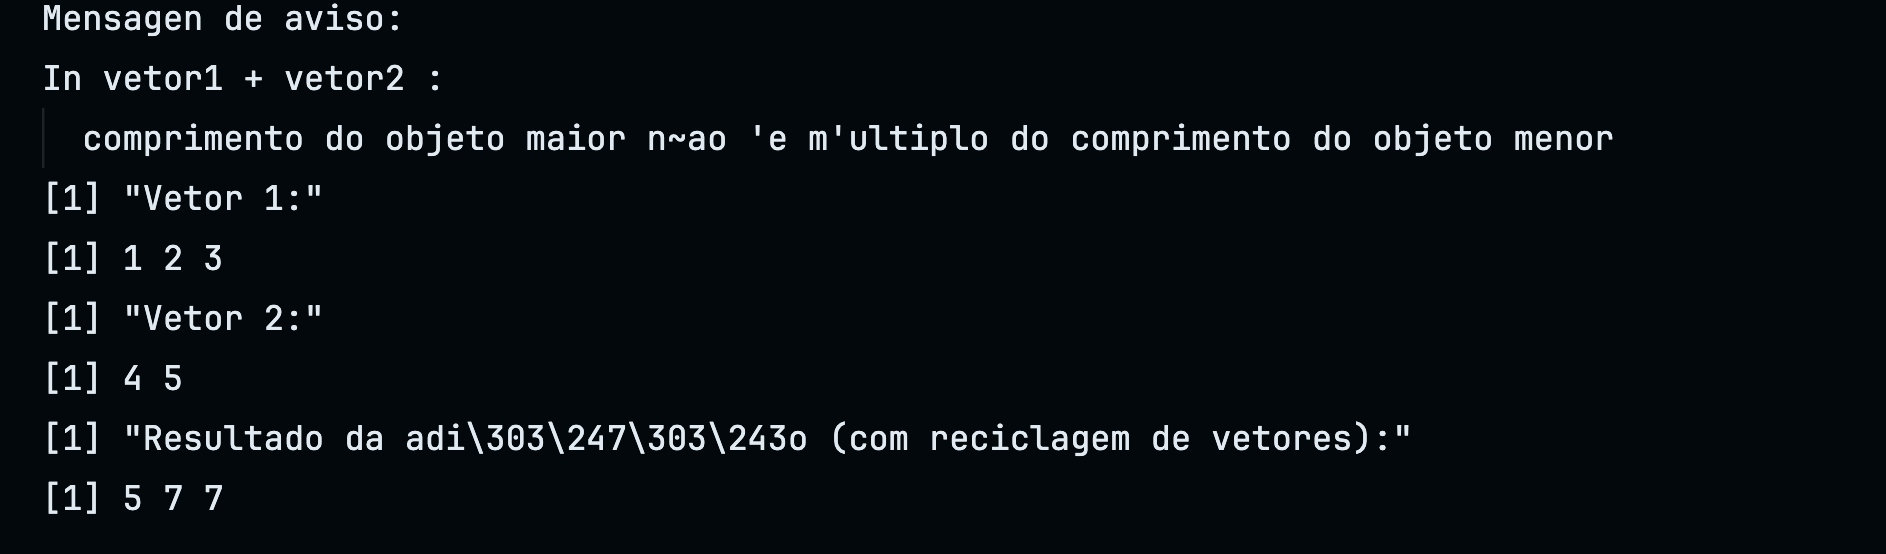 Mensagen de aviso:
In vetor1 + vetor2 :
comprimento do objeto maior n~ao 'e m'ultiplo do comprimento do objeto menor
[1] "Vetor 1:"
[1] 1 2 3
[1] "Vetor 2:"
[1] 4 5
[1] "Resultado da adi\303\247\303\243o (com reciclagem de vetores):"
[1] 5 7 7